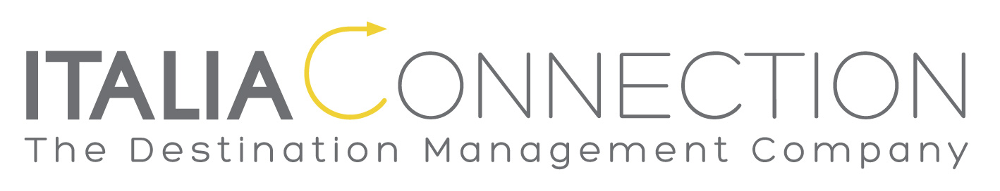 ITALIA CONNECTION
The Destination Management Company